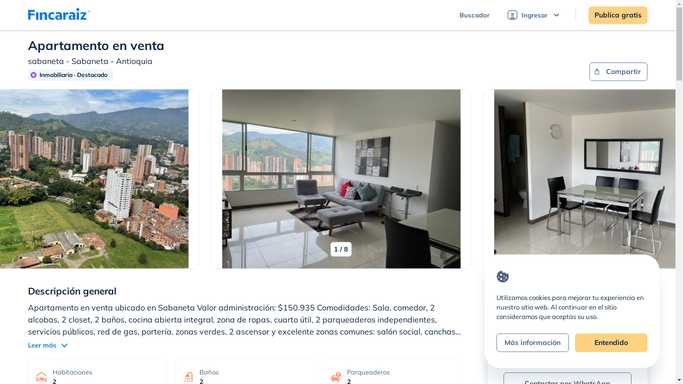 Fincaraiz
Buscador
Ingresar
Publica gratis
Apartamento en venta
sabaneta - Sabaneta - Antioquia
Inmobiliaria · Destacado
Compartir
1 / 8
Descripción general
Apartamento en venta ubicado en Sabaneta Valor administración: $150.935 Comodidades: Sala, comedor, 2
alcobas, 2 closet, 2 baños, cocina abierta integral, zona de ropas, cuarto útil, 2 parqueaderos independientes,
servicios públicos, red de gas, portería, zonas verdes, 2 ascensor y excelente zonas comunes: salón social, canchas...
Leer más
Habitaciones
2
Baños
2
Parqueaderos
2
Utilizamos cookies para mejorar tu experiencia en
nuestro sitio web. Al continuar en el sitio
consideramos que aceptas su uso.
Más información
Entendido
Contactar por WhatsApp